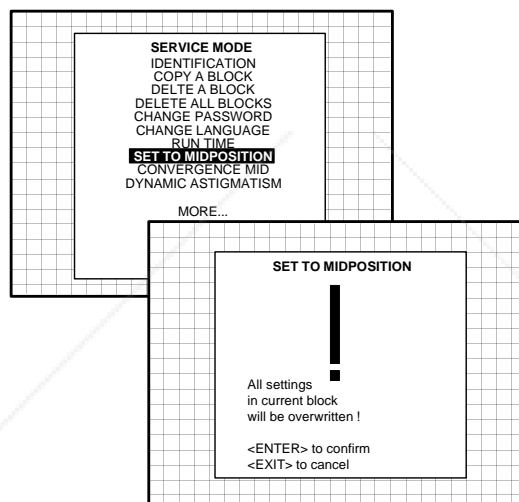 SERVICE MODE
IDENTIFICATION
COPY A BLOCK
DELTE A BLOCK
DELETE ALL BLOCKS
CHANGE PASSWORD
CHANGE LANGUAGE
RUN TIME
SET TO MIDPOSITION
CONVERGENCE MID
DYNAMIC ASTIGMATISM
MORE...
SET TO MIDPOSITION
!
All settings
in current block
will be overwritten !
<ENTER> to confirm
<EXIT> to cancel